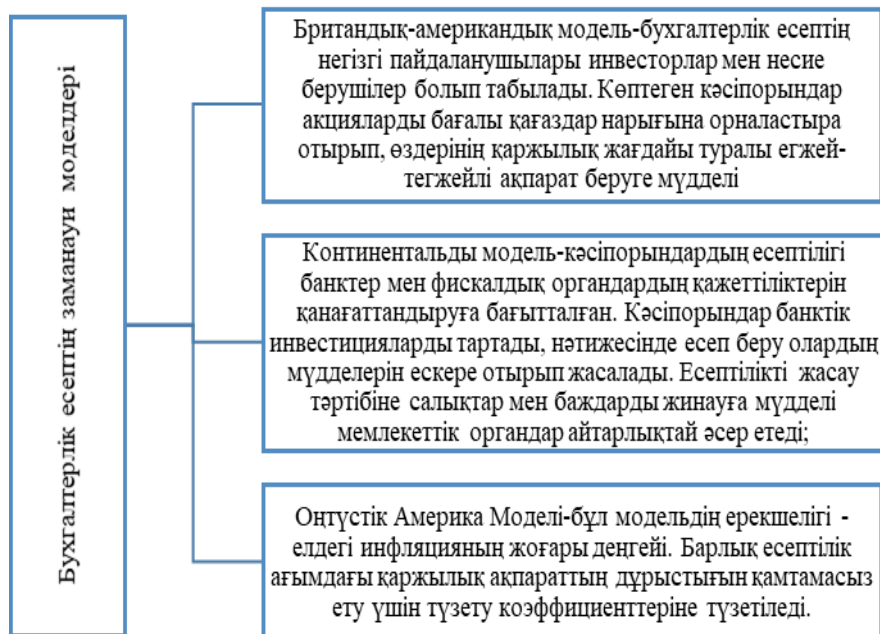 Бухгалтерлік есептің заманауи моделдері
Британдық-американдық модель-бухгалтерлік есептің
негізгі пайдаланушылары инвесторлар мен несие
берушілер болып табылады. Көптеген кәсіпорындар
акцияларды бағалы қағаздар нарығына орналастыра
отырып, өздерінің қаржылық жағдайы туралы егжей-
тегжейлі ақпарат беруге мүдделі
Континентальды модель-кәсіпорындардың есептілігі
банктер мен фискалдық органдардың қажеттіліктерін
қанағаттандыруға бағытталған. Кәсіпорындар банктік
инвестицияларды тартады, нәтижесінде есеп беру олардың
мүдделерін ескере отырып жасалады. Есептілікті жасау
тәртібіне салықтар мен баждарды жинауға мүдделі
мемлекеттік органдар айтарлықтай әсер етеді;
Оңтүстік Америка Моделі-бұл модельдің ерекшелігі -
елдегі инфляцияның жоғары деңгейі. Барлық есептілік
ағымдағы қаржылық ақпараттың дұрыстығын қамтамасыз
ету үшін түзету коэффициенттеріне түзетіледі.